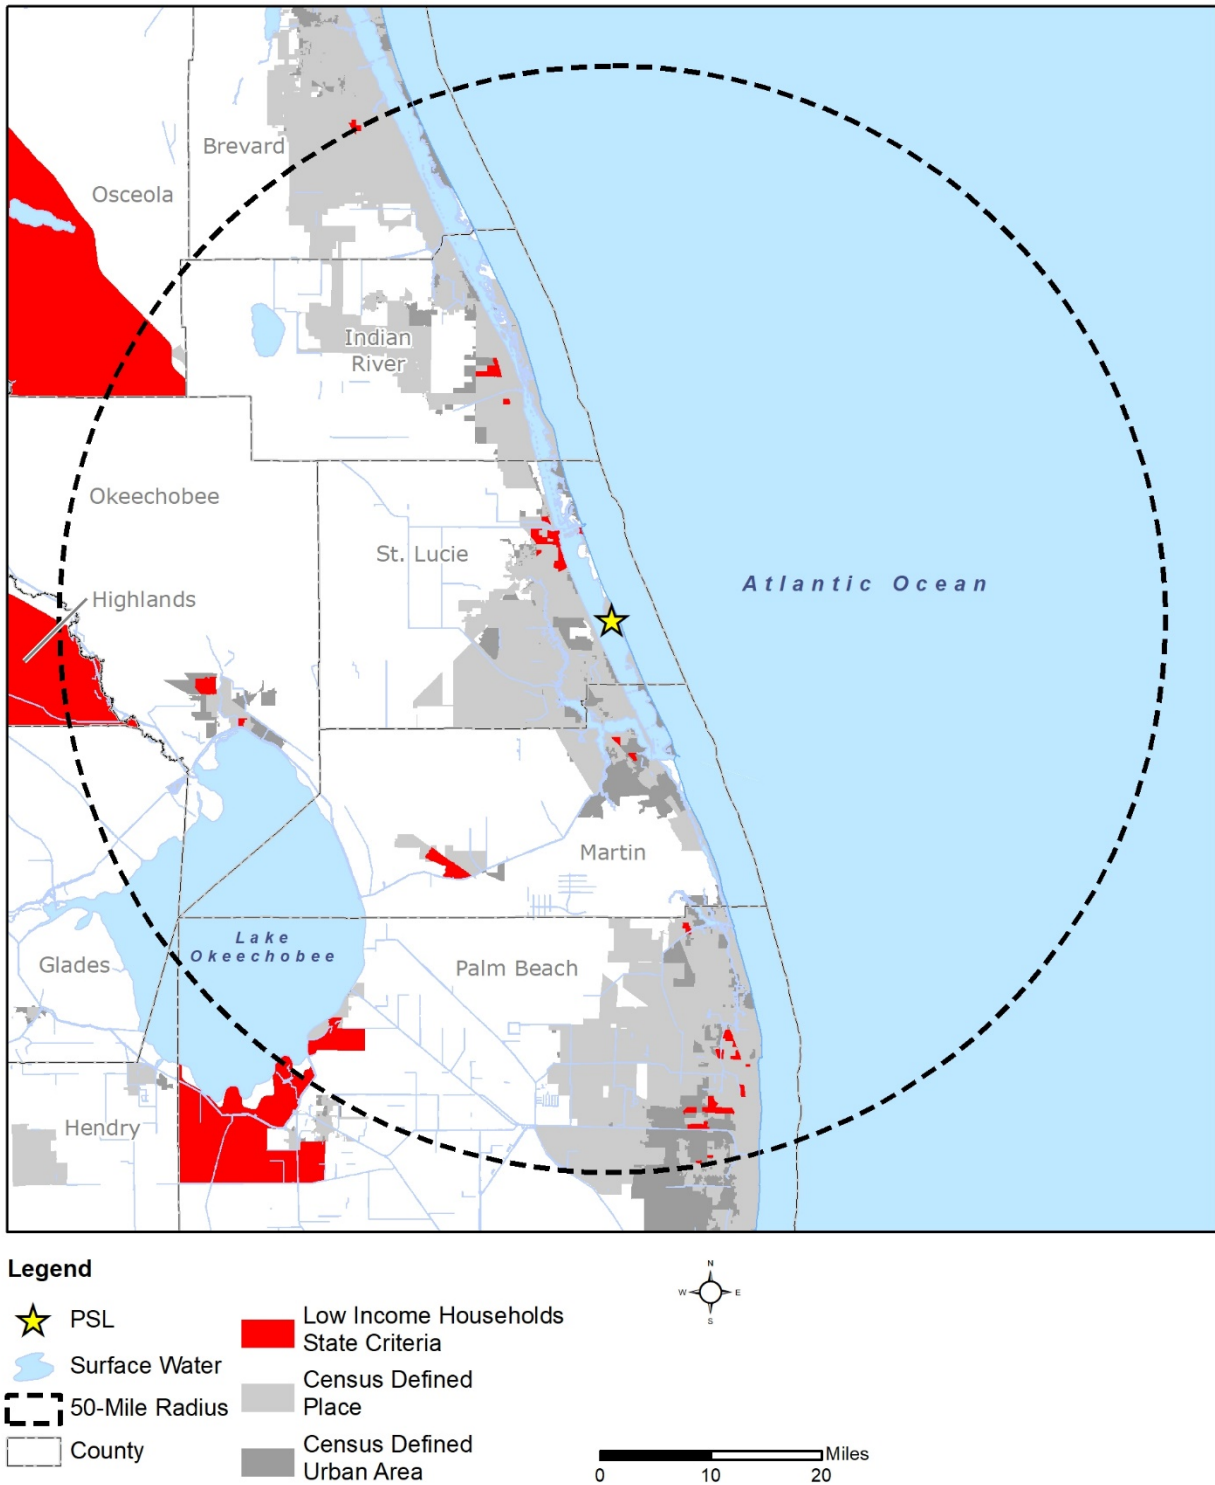 Brevard
Osceola
Indian
River
Okeechobee
St. Lucie
Atlantic Ocean
Highlands
Martin
Lake
Okeechobee
Glades
Palm Beach
Hendry
Legend
PSL
Surface Water
50-Mile Radius
County
Low Income Households
State Criteria
Census Defined
Place
Census Defined
Urban Area
N
W E
S
Miles
0 10 20